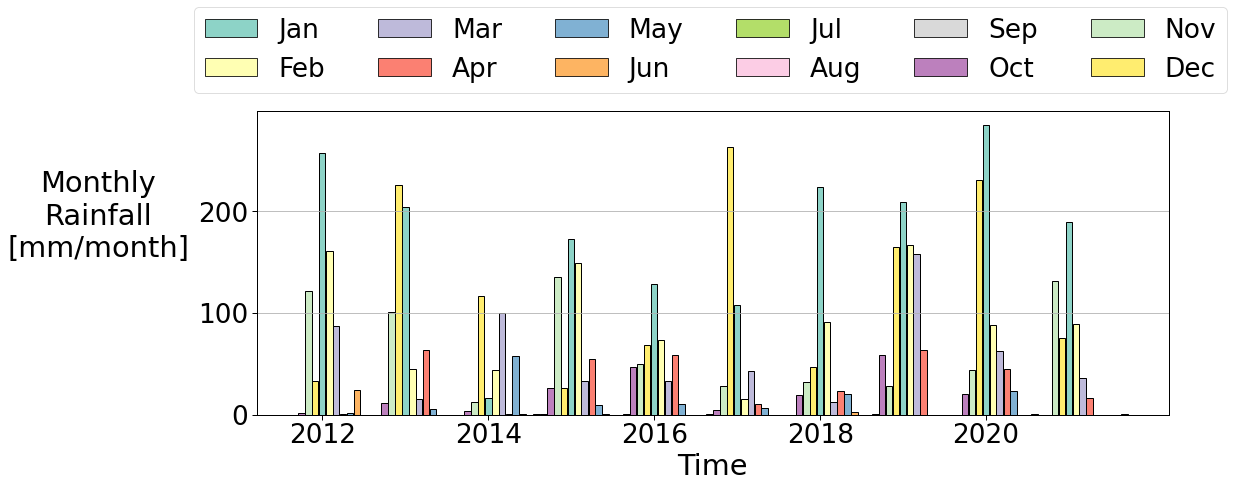 Jan Mar May Jul Sep Nov
Feb Apr Jun Aug Oct Dec
Monthly
Rainfall
[mm/month]
200
100
0
2012 2014 2016 2018 2020
Time